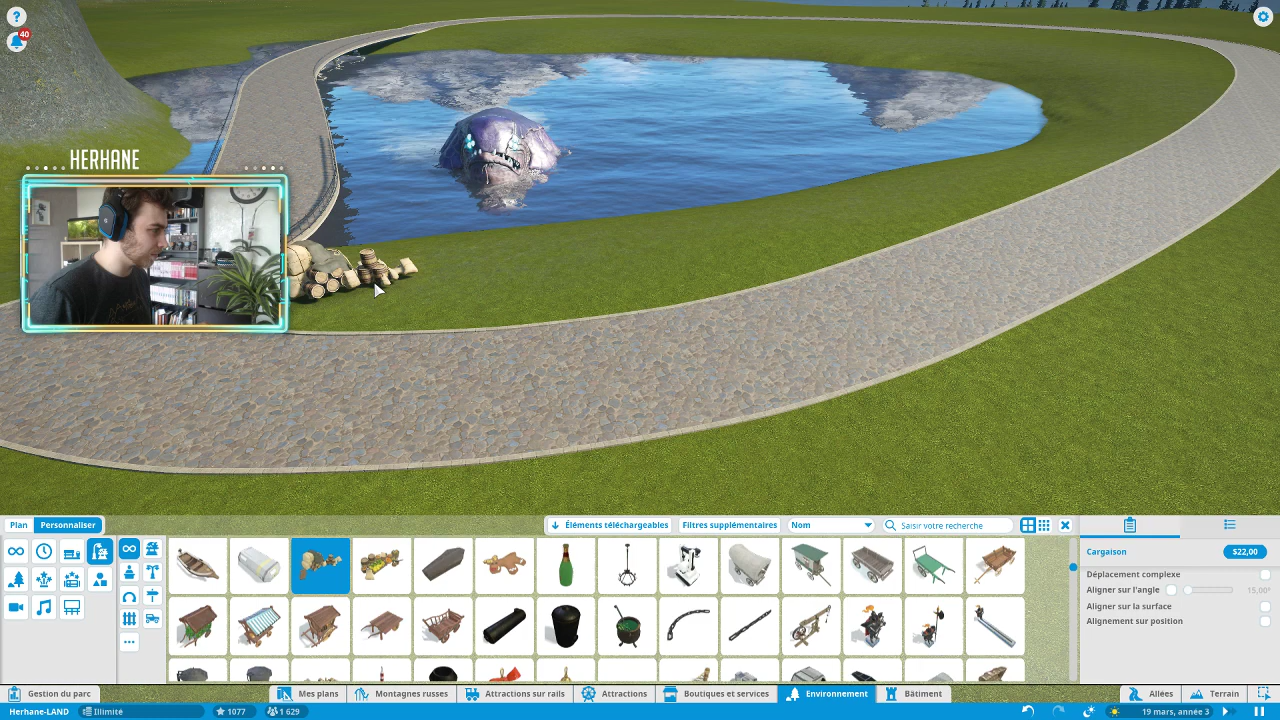 40
HERHANE
Plan
Personnaliser
Éléments téléchargeables
Filtres supplémentaires
Nom
Saisir votre recherche
Cargaison
$22,00
Déplacement complexe
Aligner sur l'angle
15,00°
Aligner sur la surface
Alignement sur position
Gestion du parc
Mes plans
Montagnes russes
Attractions sur rails
Attractions
Boutiques et services
Environnement
Bâtiment
Allées
Terrain
Herhane-LAND
Illimité
1077
1 629
19 mars, année 3